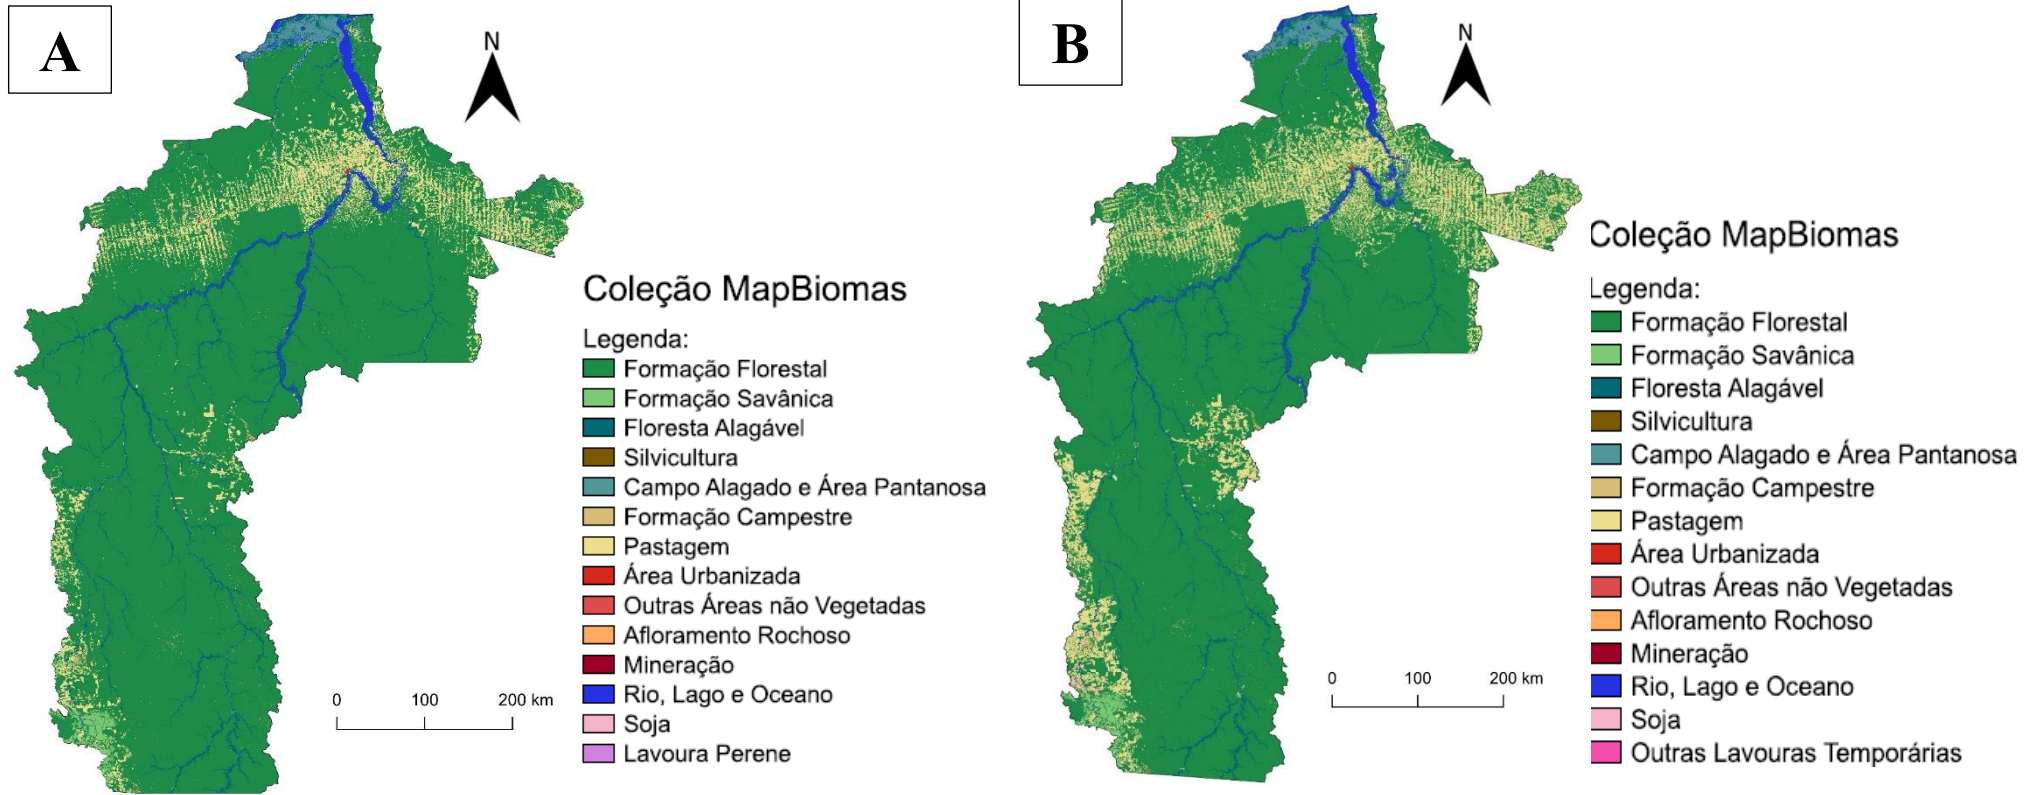 A
N
Coleção MapBiomas
Legenda:
Formação Florestal
Formação Savânica
Floresta Alagável
Silvicultura
Campo Alagado e Área Pantanosa
Formação Campestre
Pastagem
Área Urbanizada
Outras Áreas não Vegetadas
Afloramento Rochoso
Mineração
Rio, Lago e Oceano
Soja
Lavoura Perene
0 100 200 km
B
N
Coleção MapBiomas
Legenda:
Formação Florestal
Formação Savânica
Floresta Alagável
Silvicultura
Campo Alagado e Área Pantanosa
Formação Campestre
Pastagem
Área Urbanizada
Outras Áreas não Vegetadas
Afloramento Rochoso
Mineração
Rio, Lago e Oceano
Soja
Outras Lavouras Temporárias
0 100 200 km